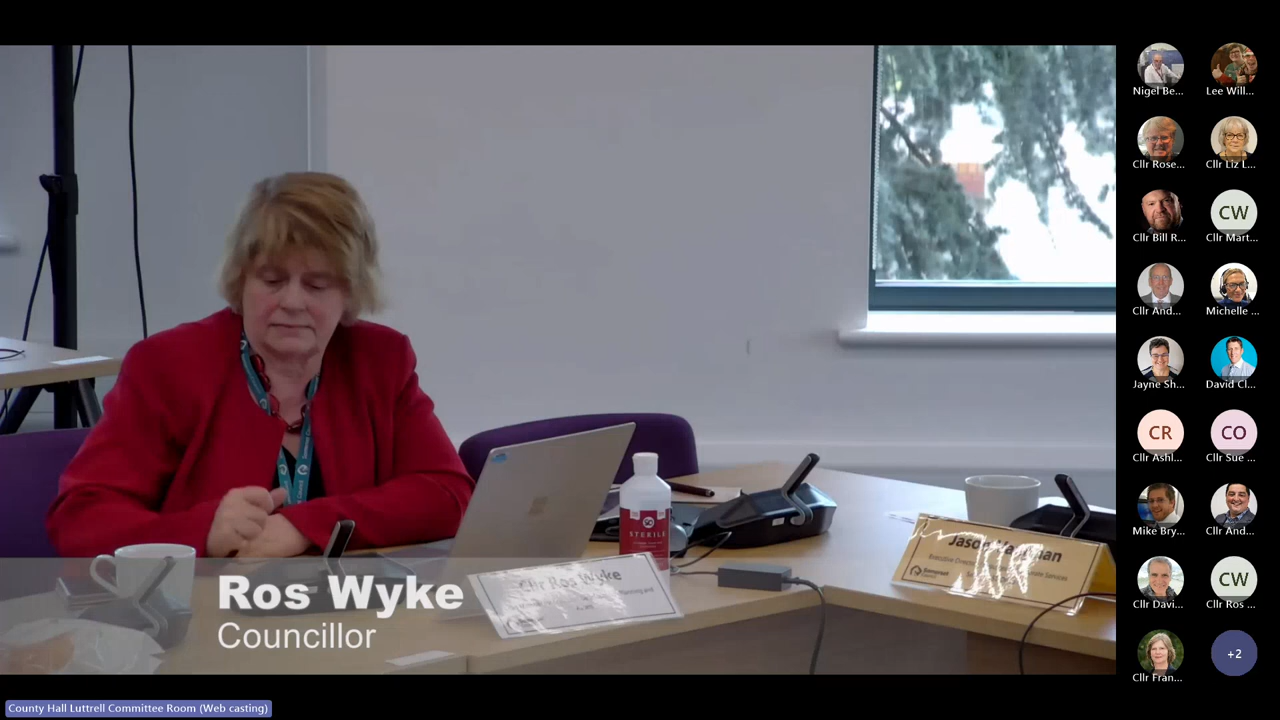 Nigel Be...
Lee Will...
Cllr Rose...
Cllr Liz L...
Cllr Bill R...
CW
Cllr Mart...
Cllr And...
Michelle ...
Jayne Sh...
David Cl...
CR
Cllr Ashl...
CO
Cllr Sue ...
Mike Bry...
Cllr And...
Cllr Davi...
CW
Cllr Ros ...
Cllr Fran...
+2
STERILE
Cllr Ros Wyke
Somerset
Ros Wyke
Councillor
County Hall Luttrell Committee Room (Web casting)